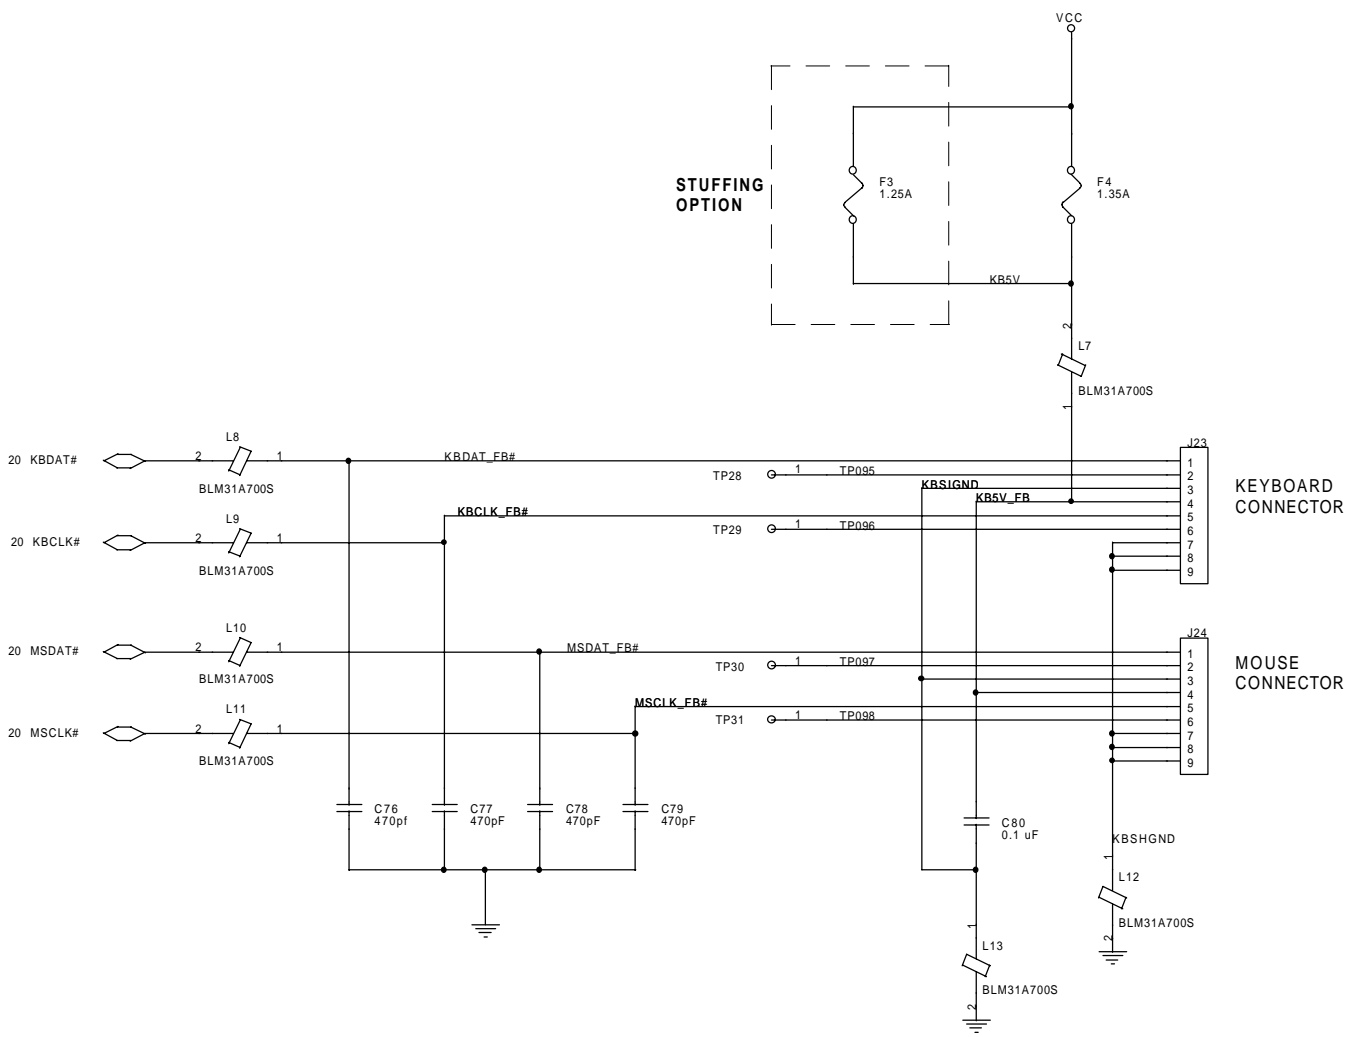 VCC
STUFFING
OPTION
F3
1.25A
F4
1.35A
KB5V
2
L7
BLM31A700S
1
20 KBDAT#
2
L8
1
BLM31A700S
KBDAT_FB#
TP28
1
TP095
KBSIGND
KB5V_FB
J23
1
2
3
4
5
6
7
8
9
KEYBOARD
CONNECTOR
20 KBCLK#
2
L9
1
BLM31A700S
KBCLK_FB#
TP29
1
TP096
20 MSDAT#
2
L10
1
BLM31A700S
MSDAT_FB#
TP30
1
TP097
J24
1
2
3
4
5
6
7
8
9
MOUSE
CONNECTOR
20 MSCLK#
2
L11
1
BLM31A700S
MSCLK_FB#
TP31
1
TP098
C76
470pf
C77
470pF
C78
470pF
C79
470pF
C80
0.1 uF
KBSHGND
1
L12
BLM31A700S
2
1
L13
BLM31A700S
2